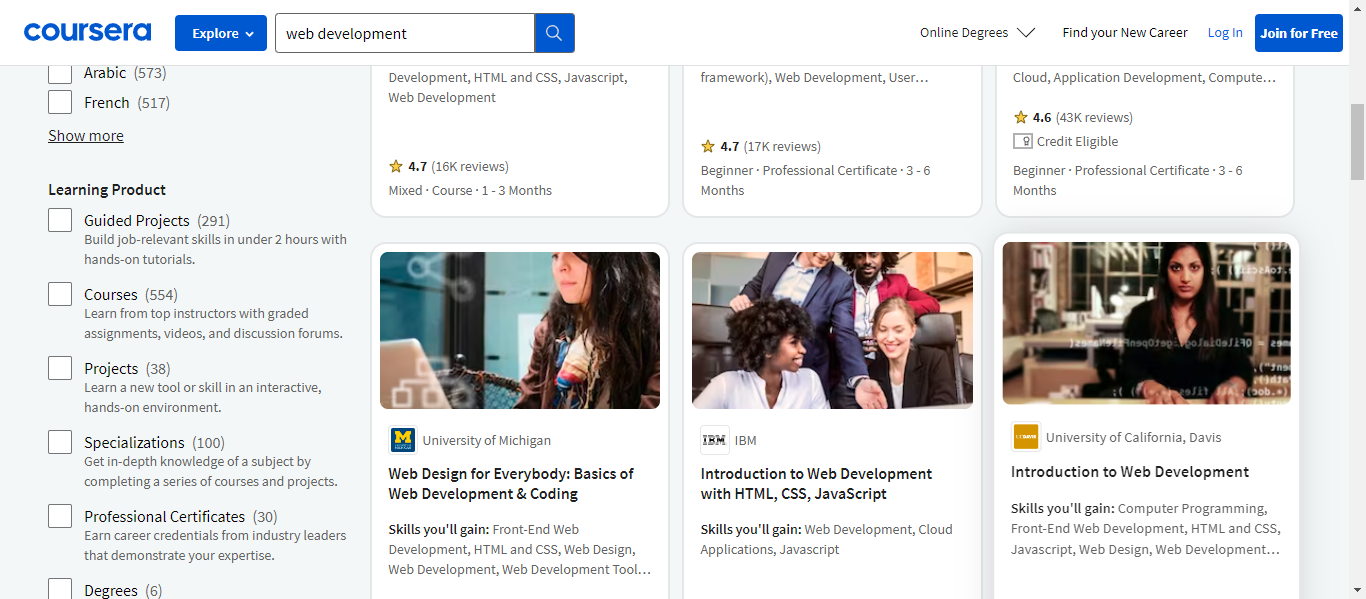 coursera
Explore
web development
Online Degrees
Find your New Career
Log In
Join for Free
Arabic (573)
French (517)
Show more
Learning Product
Guided Projects (291)
Build job-relevant skills in under 2 hours with
hands-on tutorials.
Courses (554)
Learn from top instructors with graded
assignments, videos, and discussion forums.
Projects (38)
Learn a new tool or skill in an interactive,
hands-on environment.
Specializations (100)
Get in-depth knowledge of a subject by
completing a series of courses and projects.
Professional Certificates (30)
Earn career credentials from industry leaders
that demonstrate your expertise.
Degrees (6)
Development, HTML and CSS, Javascript,
Web Development
4.7 (16K reviews)
Mixed · Course · 1 - 3 Months
framework), Web Development, User…
4.7 (17K reviews)
Beginner · Professional Certificate · 3 - 6
Months
Cloud, Application Development, Compute…
4.6 (43K reviews)
Credit Eligible
Beginner · Professional Certificate · 3 - 6
Months
University of Michigan
Web Design for Everybody: Basics of
Web Development & Coding
Skills you'll gain: Front-End Web
Development, HTML and CSS, Web Design,
Web Development, Web Development Tool…
IBM
IBM
Introduction to Web Development
with HTML, CSS, JavaScript
Skills you'll gain: Web Development, Cloud
Applications, Javascript
University of California, Davis
Introduction to Web Development
Skills you'll gain: Computer Programming,
Front-End Web Development, HTML and CSS,
Javascript, Web Design, Web Development…